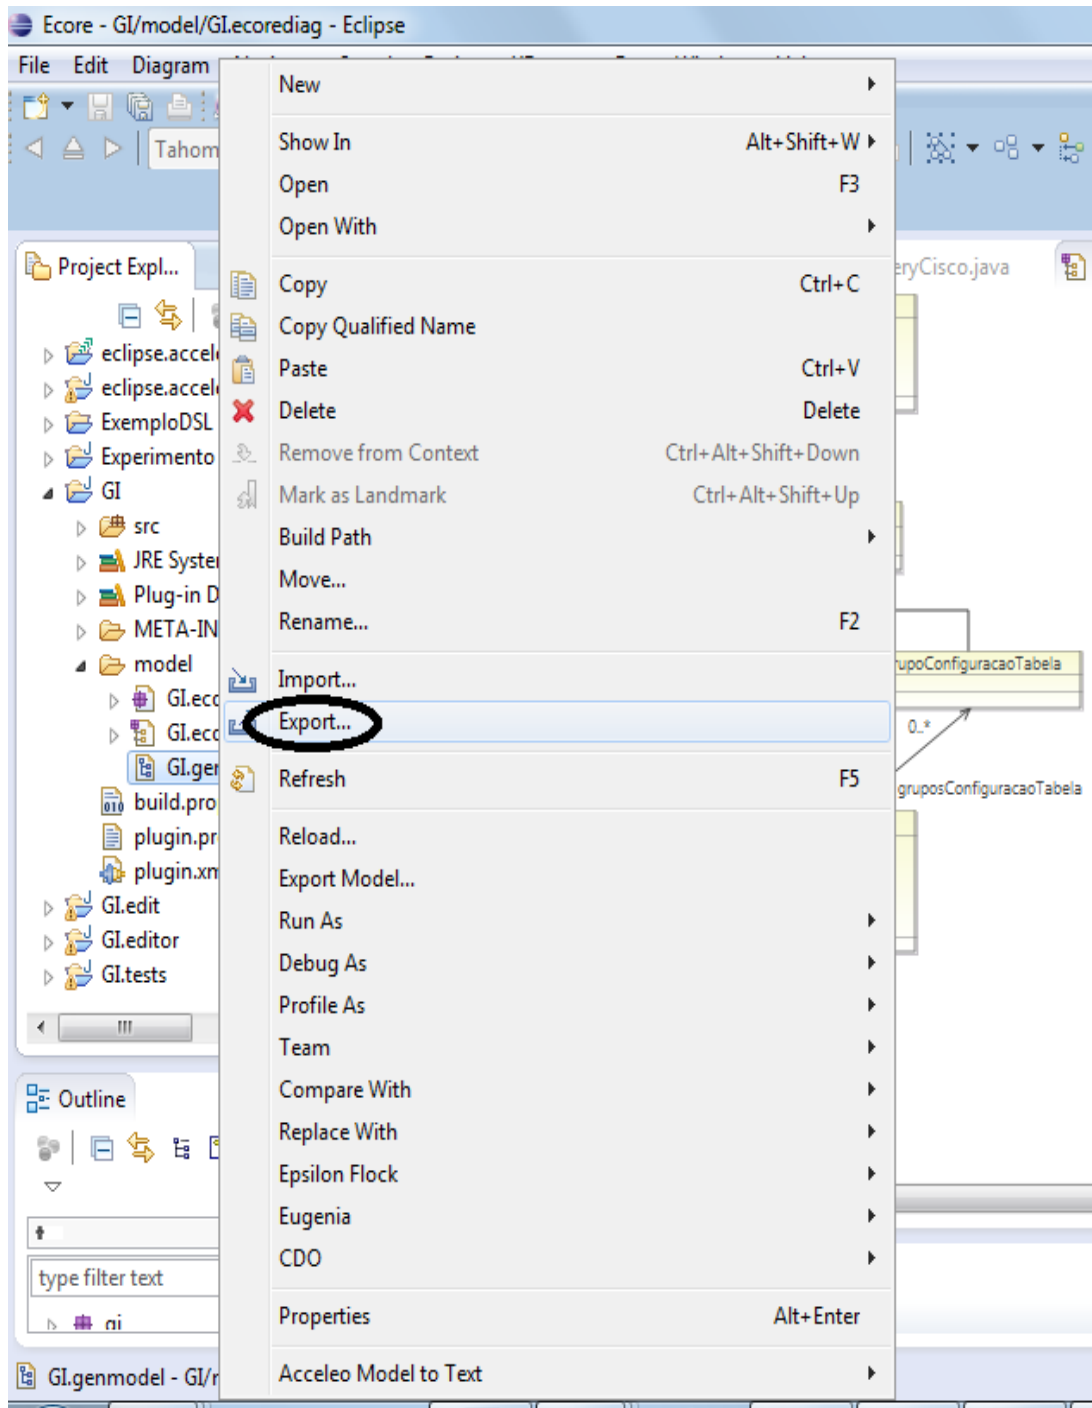 Ecore - GI/model/GI.ecorediag - Eclipse
File Edit Diagram
Tahom
Project Expl...
eryCisco.java
eclipse.accele
eclipse.accele
ExemploDSL
Experimento
GI
src
JRE Syster
Plug-in D
META-IN
model
GI.eco
GI.eco
GI.ger
build.pro
plugin.pr
plugin.xm
GI.edit
GI.editor
GI.tests
Outline
type filter text
gi
GI.genmodel - GI/r
New
Show In Alt+Shift+W
Open F3
Open With
Copy Ctrl+C
Copy Qualified Name
Paste Ctrl+V
Delete Delete
Remove from Context Ctrl+Alt+Shift+Down
Mark as Landmark Ctrl+Alt+Shift+Up
Build Path
Move...
Rename... F2
Import...
Export...
Refresh F5
Reload...
Export Model...
Run As
Debug As
Profile As
Team
Compare With
Replace With
Epsilon Flock
Eugenia
CDO
Properties Alt+Enter
Acceleo Model to Text
rupoConfiguracaoTabela
0..*
gruposConfiguracaoTabela